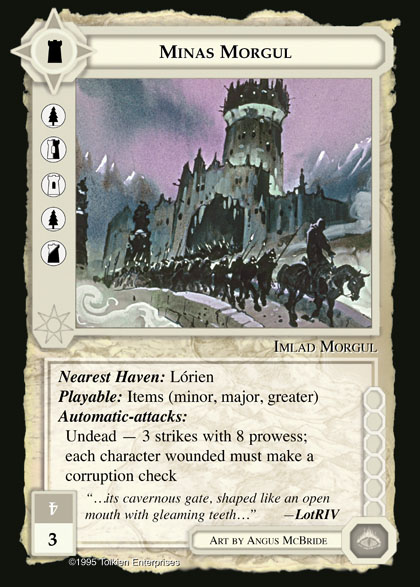 MINAS MORGUL
IMLAD MORGUL
Nearest Haven: Lórien
Playable: Items (minor, major, greater)
Automatic-attacks:
Undead — 3 strikes with 8 prowess;
each character wounded must make a
corruption check
“…its cavernous gate, shaped like an open
mouth with gleaming teeth…” —LotRIV
3
ART BY ANGUS MCBRIDE
©1995 Tolkien Enterprises